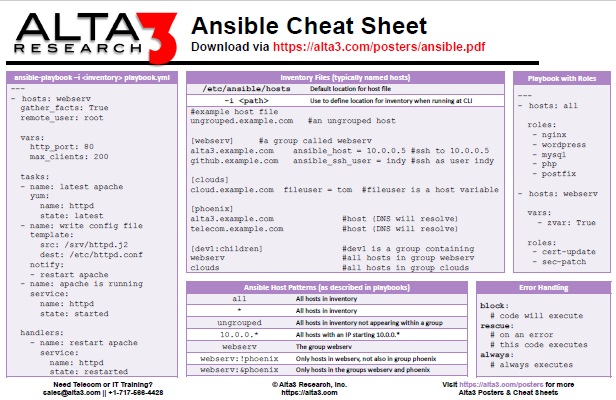 ALTA3
RESEARCH
Ansible Cheat Sheet
Download via https://alta3.com/posters/ansible.pdf
ansible-playbook –i <inventory> playbook.yml
---
- hosts: webserv
gather_facts: True
remote_user: root
vars:
http_port: 80
max_clients: 200
tasks:
- name: latest apache
yum:
name: httpd
state: latest
- name: write config file
template:
src: /srv/httpd.j2
dest: /etc/httpd.conf
notify:
- restart apache
- name: apache is running
service:
name: httpd
state: started
handlers:
- name: restart apache
service:
name: httpd
state: restarted
Inventory Files (typically named hosts)
/etc/ansible/hosts Default location for host file
-i <path> Use to define location for inventory when running at CLI
#example host file
ungrouped.example.com #an ungrouped host
[webserv] #a group called webserv
alta3.example.com ansible_host = 10.0.0.5 #ssh to 10.0.0.5
github.example.com ansible_ssh_user = indy #ssh as user indy
[clouds]
cloud.example.com fileuser = tom #fileuser is a host variable
[phoenix]
alta3.example.com #host (DNS will resolve)
telecom.example.com #host (DNS will resolve)
[dev1:children] #dev1 is a group containing
webserv #all hosts in group webserv
clouds #all hosts in group clouds
Ansible Host Patterns (as described in playbooks)
all All hosts in inventory
* All hosts in inventory
ungrouped All hosts in inventory not appearing within a group
10.0.0.* All hosts with an IP starting 10.0.0.*
webserv The group webserv
webserv:!phoenix Only hosts in webserv, not also in group phoenix
webserv:&phoenix Only hosts in the groups webserv and phoenix
Playbook with Roles
---
- hosts: all
roles:
- nginx
- wordpress
- mysql
- php
- postfix
- hosts: webserv
vars:
- zvar: True
roles:
- cert-update
- sec-patch
Error Handling
block:
# code will execute
rescue:
# on an error
# this code executes
always:
# always executes
Need Telecom or IT Training?
sales@alta3.com || +1-717-566-4428
© Alta3 Research, Inc.
https://alta3.com
Visit https://alta3.com/posters for more
Alta3 Posters & Cheat Sheets